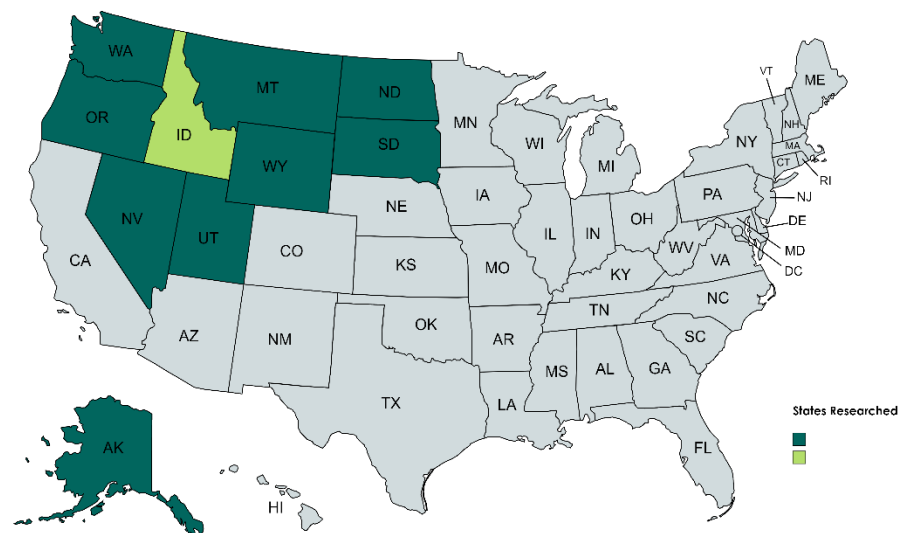 WA
MT
ND
MN
OR
ID
SD
WY
WI
MI
VT
ME
NH
NY
MA
CT
RI
NV
UT
CA
CO
NE
IA
IL
IN
OH
PA
NJ
DE
MD
DC
WV
VA
KS
MO
KY
AZ
NM
OK
AR
TN
NC
SC
TX
LA
MS
AL
GA
FL
AK
HI
States Researched